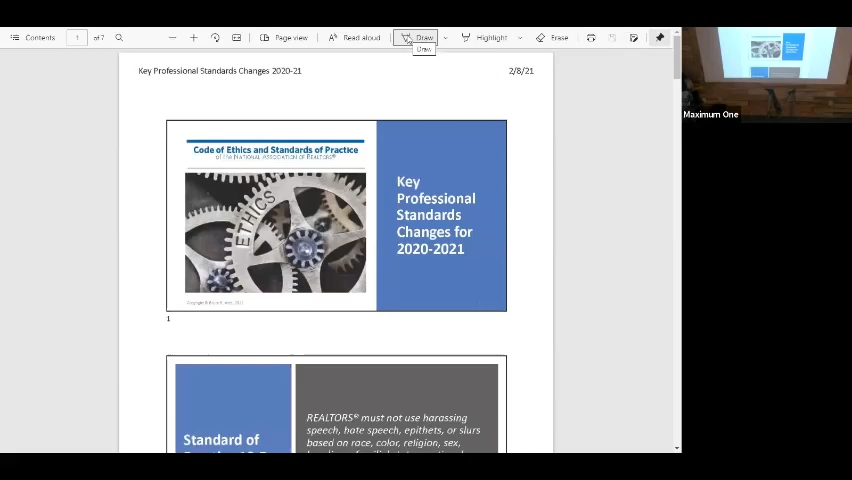 Contents
1 of 7
Page view
Read aloud
Draw
Highlight
Erase
Draw
Key Professional Standards Changes 2020-21
2/8/21
Code of Ethics and Standards of Practice
of the NATIONAL ASSOCIATION OF REALTORS®
ETHICS
Key
Professional
Standards
Changes for
2020-2021
1
Standard of
REALTORS® must not use harassing
speech, hate speech, epithets, or slurs
based on race, color, religion, sex,
Maximum One